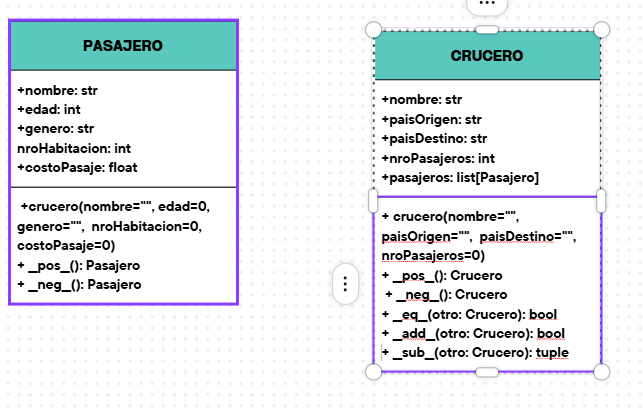 PASAJERO
+nombre: str
+edad: int
+genero: str
nroHabitacion: int
+costoPasaje: float
+crucero(nombre="", edad=0,
genero="", nroHabitacion=0,
costoPasaje=0)
+ _pos_(): Pasajero
+ _neg_(): Pasajero
CRUCERO
+nombre: str
+paisOrigen: str
+paisDestino: str
+nroPasajeros: int
+pasajeros: list[Pasajero]
+ crucero(nombre="",
paisOrigen="", paisDestino="",
nroPasajeros=0)
+ _pos_(): Crucero
+ _neg_(): Crucero
+ _eq_(otro: Crucero): bool
+ _add_(otro: Crucero): bool
+ _sub_(otro: Crucero): tuple